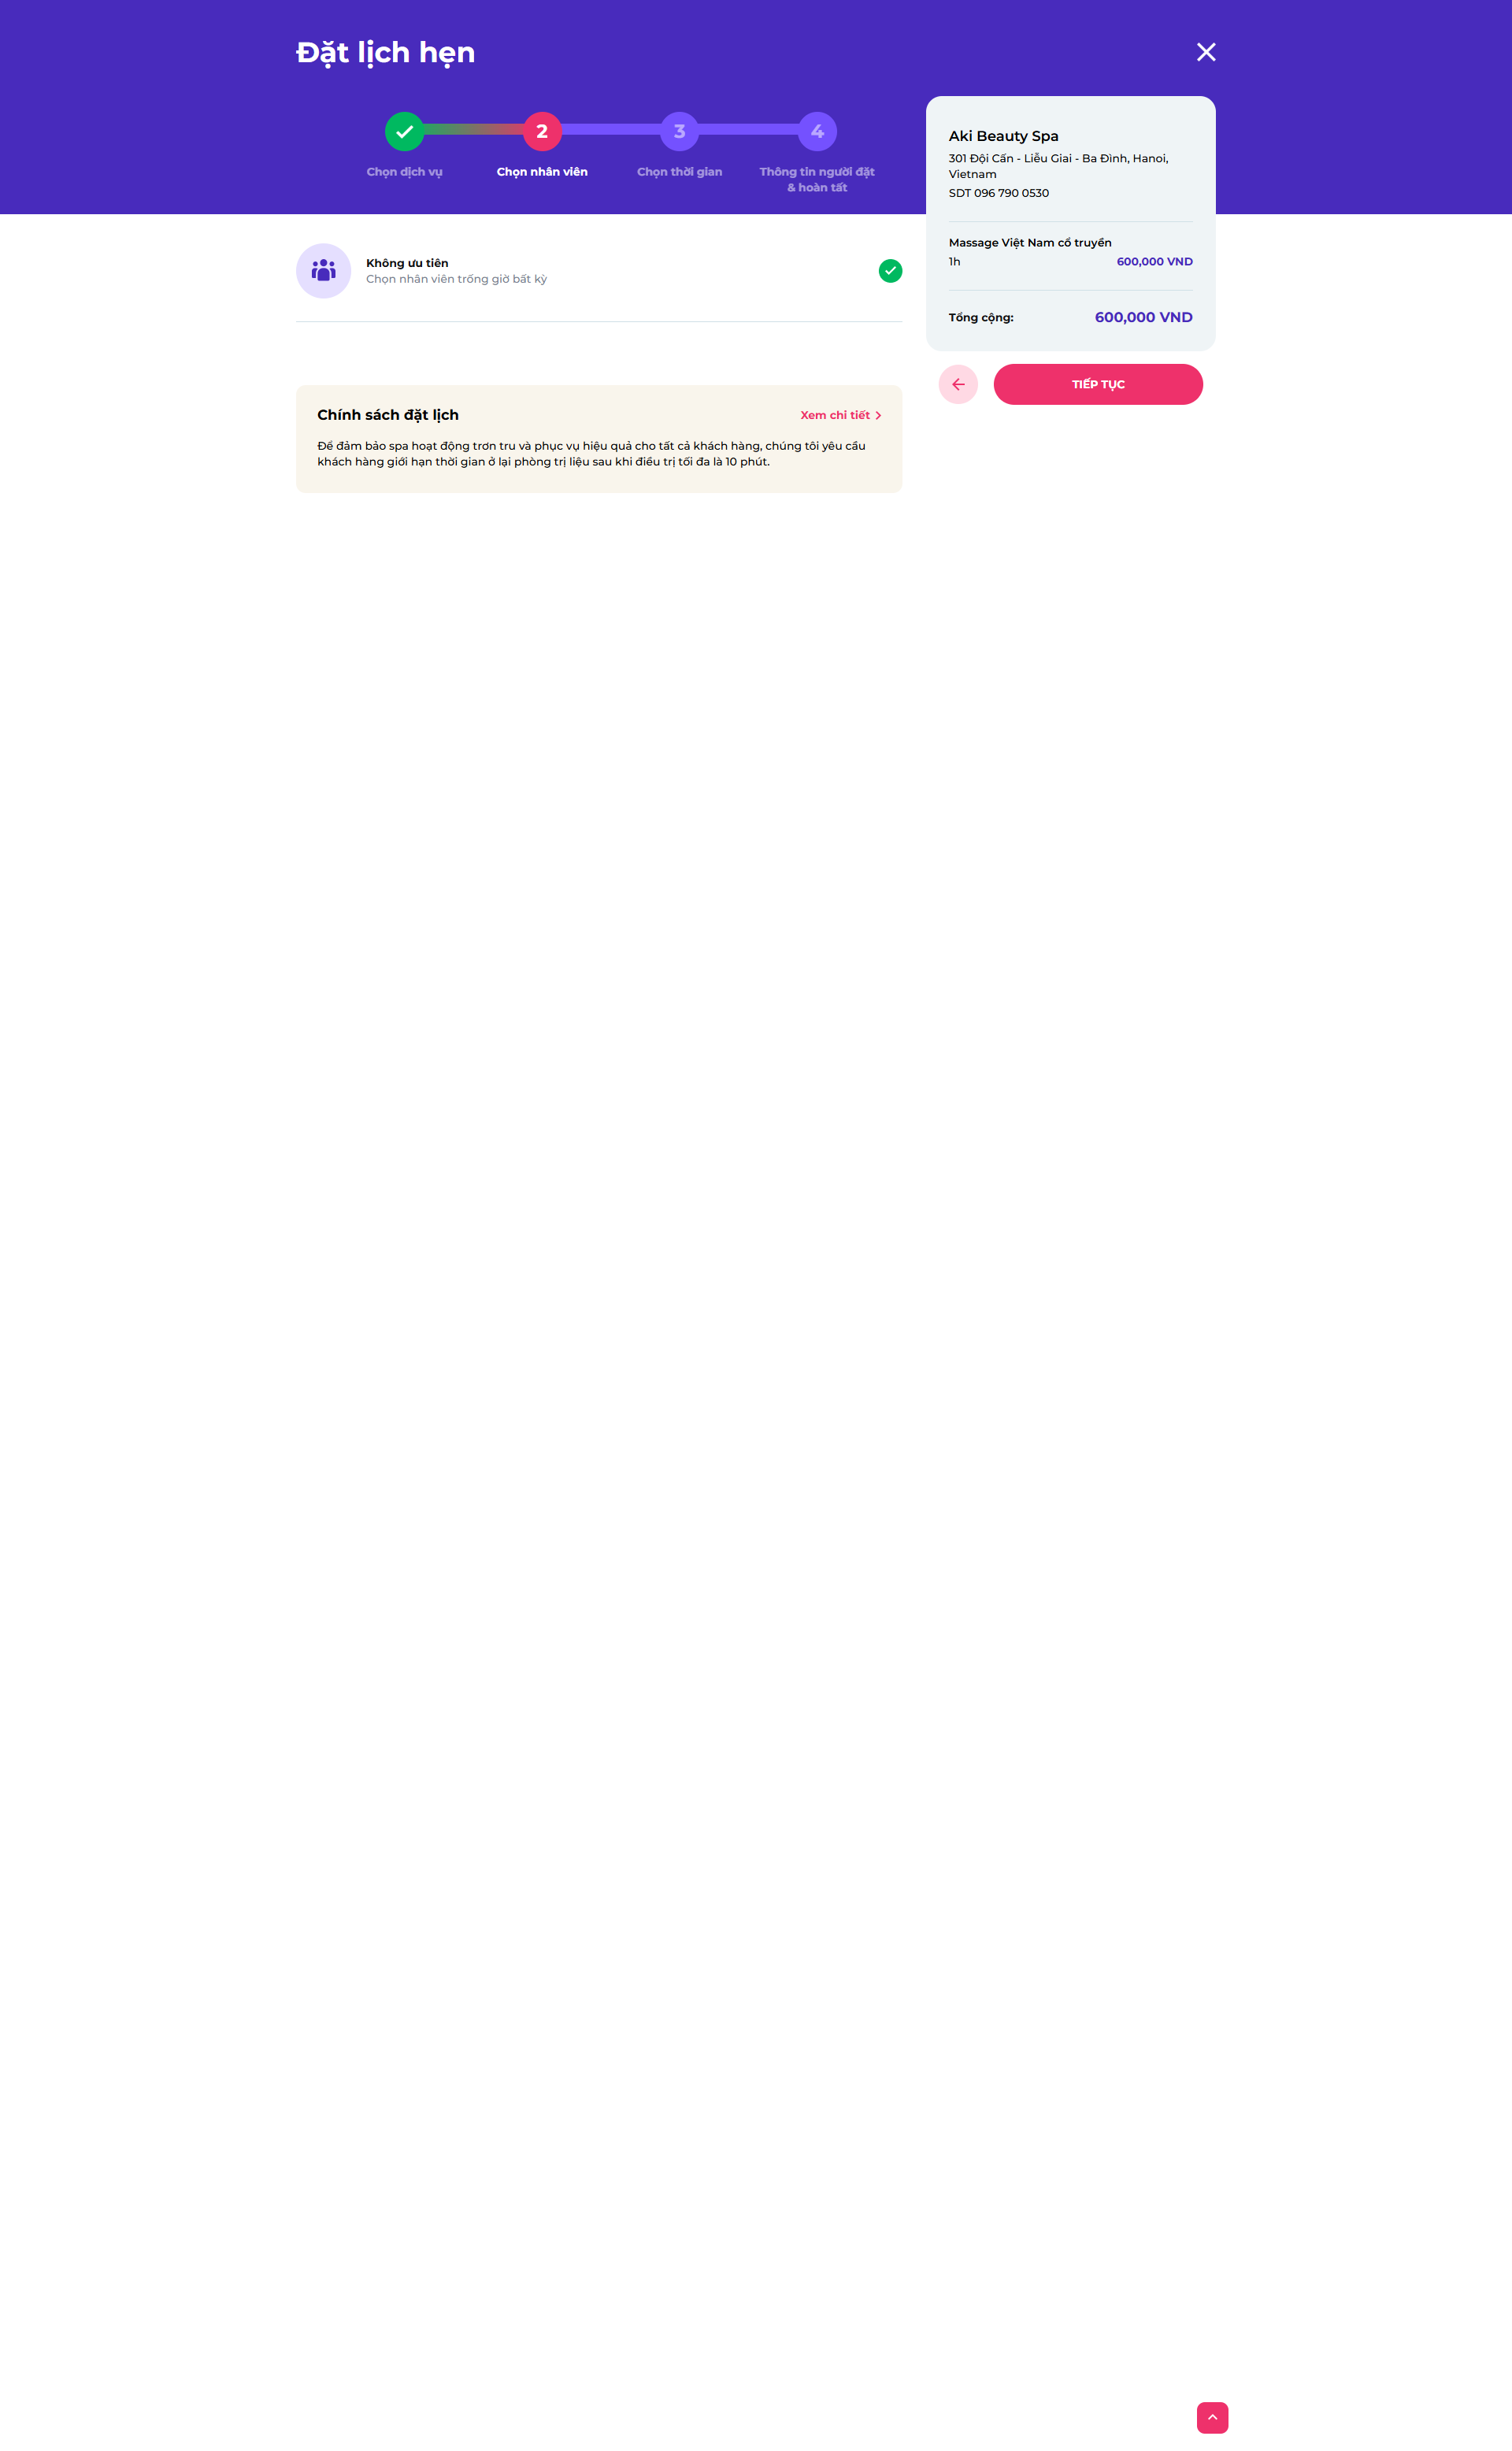 Đặt lịch hẹn
2
3
4
Chọn dịch vụ
Chọn nhân viên
Chọn thời gian
Thông tin người đặt
& hoàn tất
Aki Beauty Spa
301 Đội Cấn - Liễu Giai - Ba Đình, Hanoi,
Vietnam
SDT 096 790 0530
Massage Việt Nam cổ truyền
1h 600,000 VND
Tổng cộng: 600,000 VND
TIẾP TỤC
Không ưu tiên
Chọn nhân viên trống giờ bất kỳ
Chính sách đặt lịch
Xem chi tiết
Để đảm bảo spa hoạt động trơn tru và phục vụ hiệu quả cho tất cả khách hàng, chúng tôi yêu cầu
khách hàng giới hạn thời gian ở lại phòng trị liệu sau khi điều trị tối đa là 10 phút.